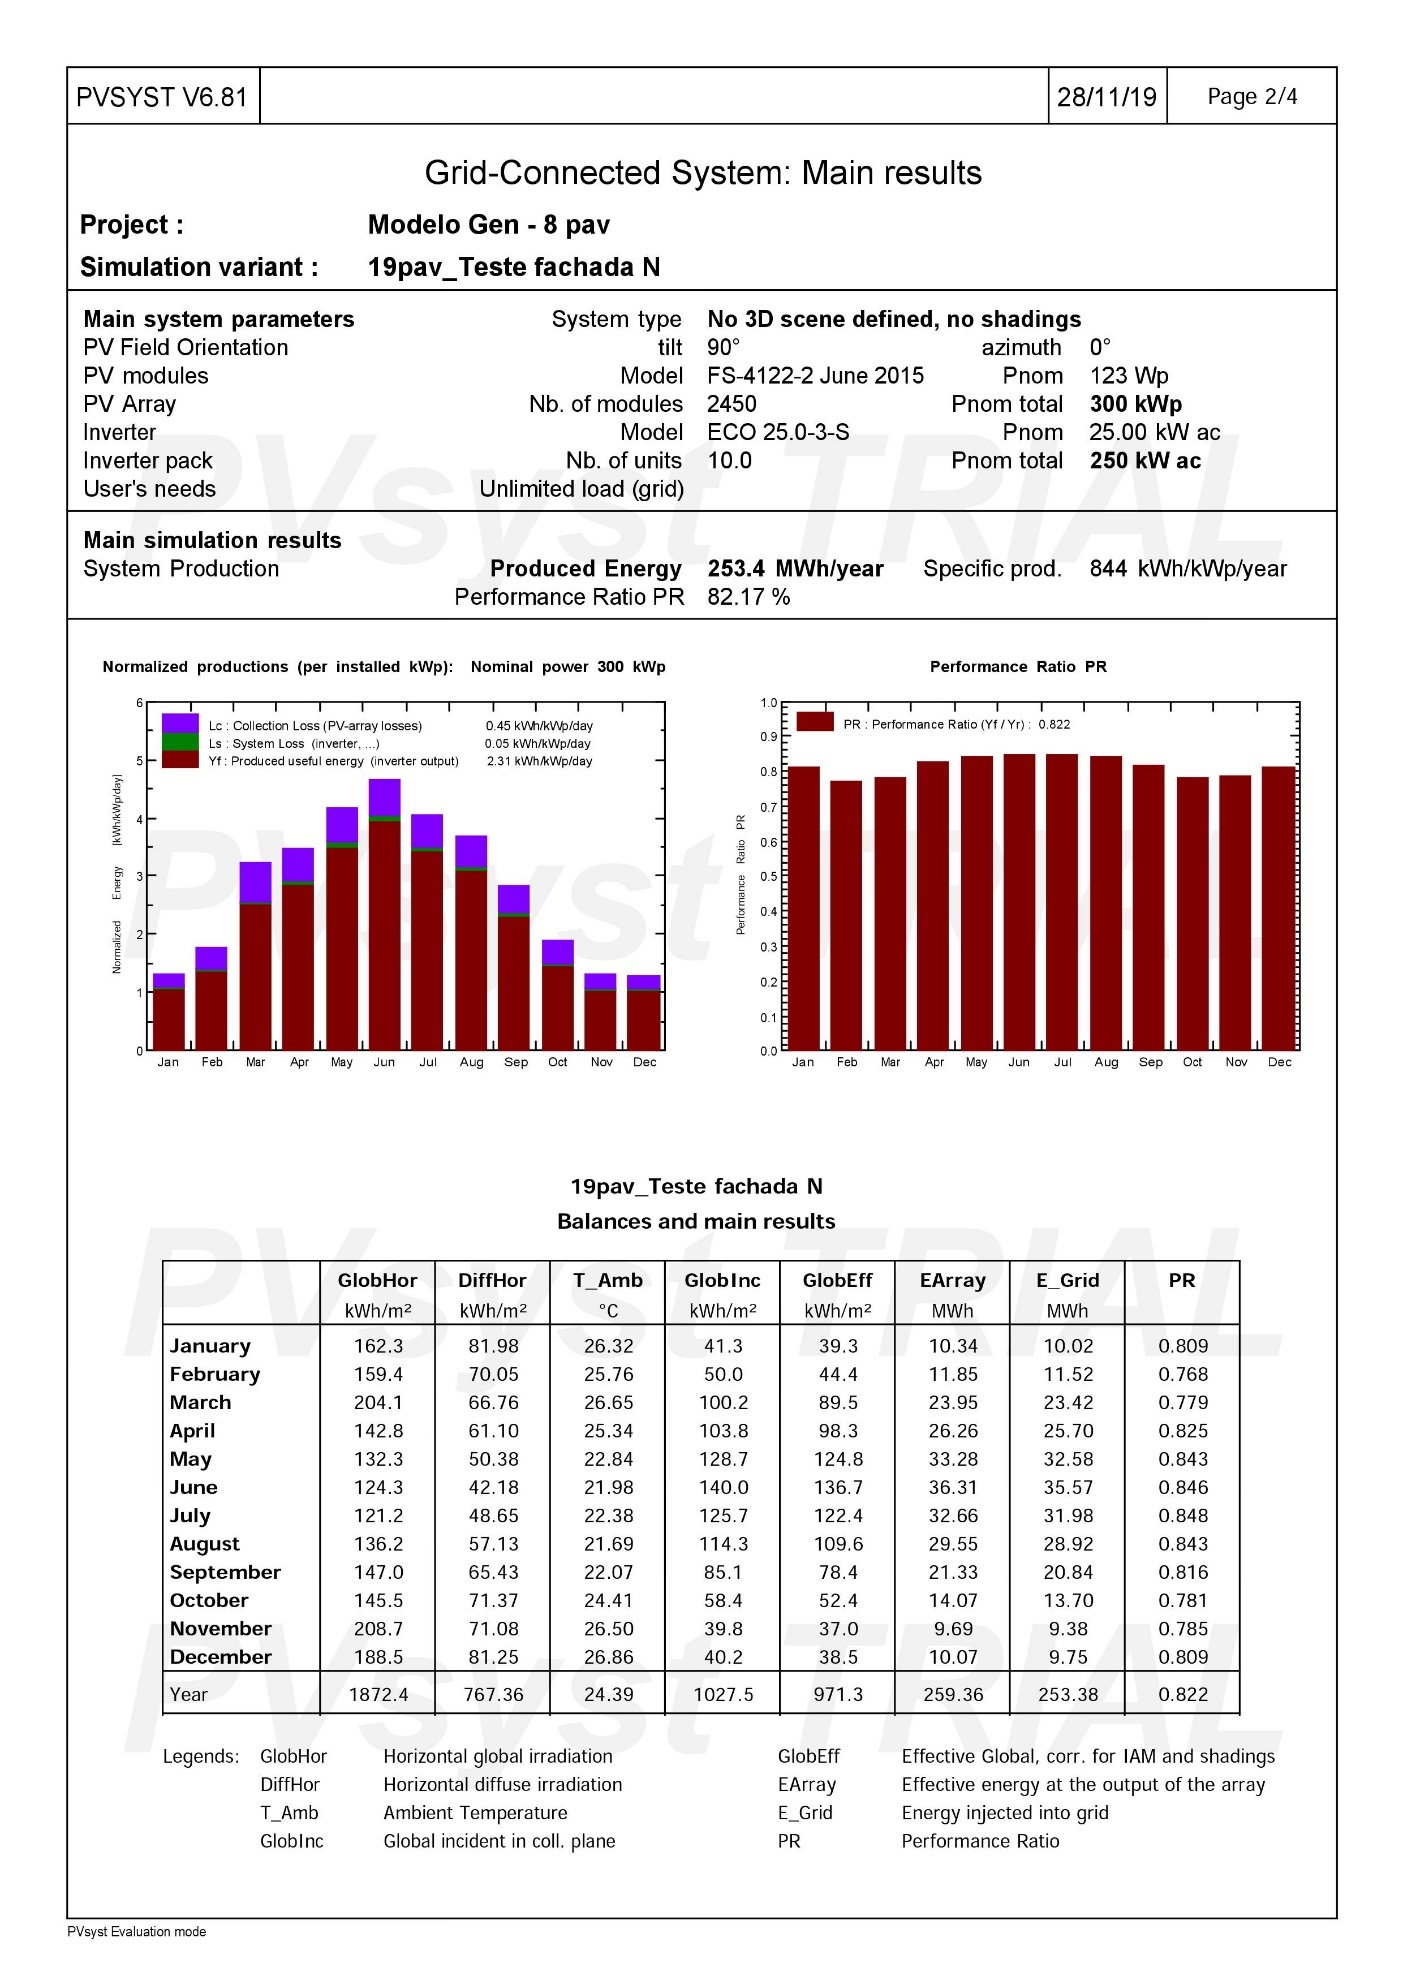 PVSYST V6.81 28/11/19 Page 2/4
Grid-Connected System: Main results
Project : Modelo Gen - 8 pav
Simulation variant : 19pav_Teste fachada N
Main system parameters System type No 3D scene defined, no shadings
PV Field Orientation tilt 90° azimuth 0°
PV modules Model FS-4122-2 June 2015 Pnom 123 Wp
PV Array Nb. of modules 2450 Pnom total 300 kWp
Inverter Model ECO 25.0-3-S Pnom 25.00 kW ac
Inverter pack Nb. of units 10.0 Pnom total 250 kW ac
User's needs Unlimited load (grid)
PVsyst TRIAL
Main simulation results
System Production Produced Energy 253.4 MWh/year Specific prod. 844 kWh/kWp/year
Performance Ratio PR 82.17 %
Normalized productions (per installed kWp): Nominal power 300 kWp
Lc : Collection Loss (PV-array losses) 0.45 kWh/kWp/day
Ls : System Loss (inverter, ...) 0.05 kWh/kWp/day
Yf : Produced useful energy (inverter output) 2.31 kWh/kWp/day
6
5
4
3
2
1
0
Normalized Energy [kWh/kWp/day]
Jan Feb Mar Apr May Jun Jul Aug Sep Oct Nov Dec
Performance Ratio PR
PR : Performance Ratio (Yf / Yr) : 0.822
1.0
0.9
0.8
0.7
0.6
0.5
0.4
0.3
0.2
0.1
0.0
Performance Ratio PR
Jan Feb Mar Apr May Jun Jul Aug Sep Oct Nov Dec
PVsyst TRIAL
19pav_Teste fachada N
Balances and main results
PVsyst TRIAL
GlobHor DiffHor T_Amb GlobInc GlobEff EArray E_Grid PR
kWh/m² kWh/m² °C kWh/m² kWh/m² MWh MWh
January 162.3 81.98 26.32 41.3 39.3 10.34 10.02 0.809
February 159.4 70.05 25.76 50.0 44.4 11.85 11.52 0.768
March 204.1 66.76 26.65 100.2 89.5 23.95 23.42 0.779
April 142.8 61.10 25.34 103.8 98.3 26.26 25.70 0.825
May 132.3 50.38 22.84 128.7 124.8 33.28 32.58 0.843
June 124.3 42.18 21.98 140.0 136.7 36.31 35.57 0.846
July 121.2 48.65 22.38 125.7 122.4 32.66 31.98 0.848
August 136.2 57.13 21.69 114.3 109.6 29.55 28.92 0.843
September 147.0 65.43 22.07 85.1 78.4 21.33 20.84 0.816
October 145.5 71.37 24.41 58.4 52.4 14.07 13.70 0.781
November 208.7 71.08 26.50 39.8 37.0 9.69 9.38 0.785
December 188.5 81.25 26.86 40.2 38.5 10.07 9.75 0.809
Year 1872.4 767.36 24.39 1027.5 971.3 259.36 253.38 0.822
PVsyst TRIAL
Legends: GlobHor Horizontal global irradiation GlobEff Effective Global, corr. for IAM and shadings
DiffHor Horizontal diffuse irradiation EArray Effective energy at the output of the array
T_Amb Ambient Temperature E_Grid Energy injected into grid
GlobInc Global incident in coll. plane PR Performance Ratio
PVsyst Evaluation mode